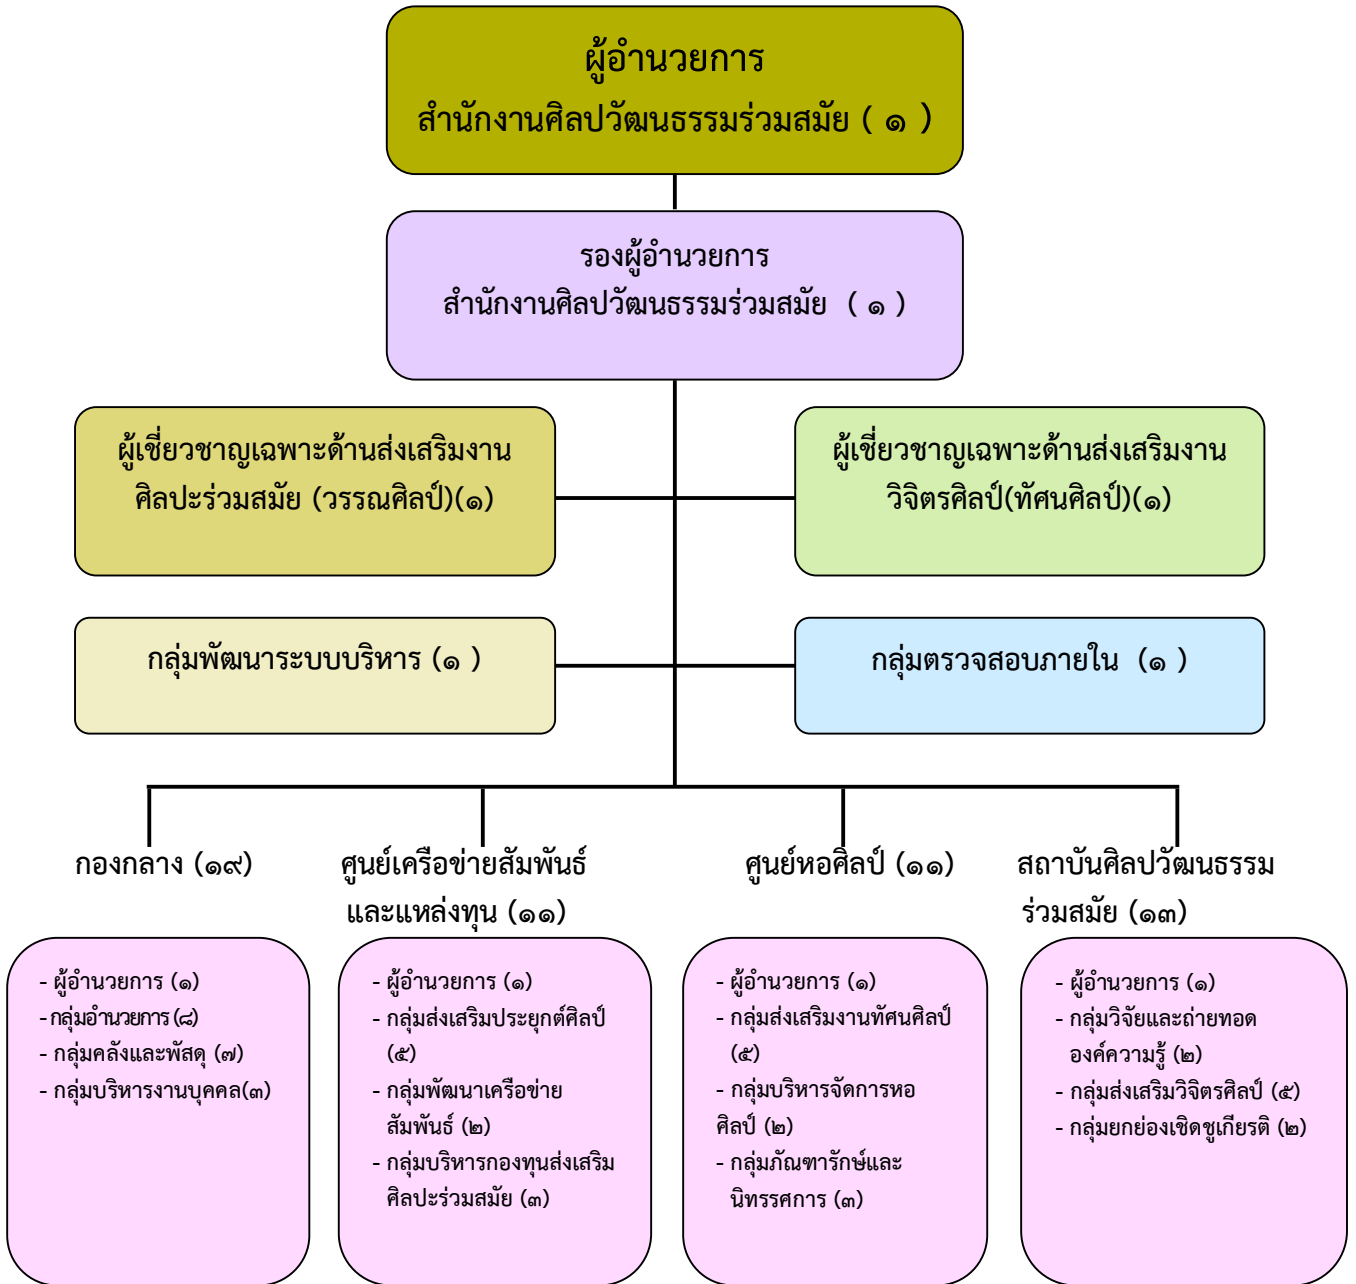 ผู้อำนวยการ
สำนักงานศิลปวัฒนธรรมร่วมสมัย ( ๑ )
รองผู้อำนวยการ
สำนักงานศิลปวัฒนธรรมร่วมสมัย ( ๑ )
ผู้เชี่ยวชาญเฉพาะด้านส่งเสริมงาน
ศิลปะร่วมสมัย (วรรณศิลป์)(๑)
ผู้เชี่ยวชาญเฉพาะด้านส่งเสริมงาน
วิจิตรศิลป์(ทัศนศิลป์)(๑)
กลุ่มพัฒนาระบบบริหาร (๑ )
กลุ่มตรวจสอบภายใน (๑ )
กองกลาง (๑๙)
- ผู้อำนวยการ (๑)
-กลุ่มอำนวยการ(๘)
- กลุ่มคลังและพัสดุ (๗)
- กลุ่มบริหารงานบุคคล(๓)
ศูนย์เครือข่ายสัมพันธ์
และแหล่งทุน (๑๑)
- ผู้อำนวยการ (๑)
- กลุ่มส่งเสริมประยุกต์ศิลป์
(๕)
- กลุ่มพัฒนาเครือข่าย
สัมพันธ์ (๒)
- กลุ่มบริหารกองทุนส่งเสริม
ศิลปะร่วมสมัย (๓)
ศูนย์หอศิลป์ (๑๑)
- ผู้อำนวยการ (๑)
- กลุ่มส่งเสริมงานทัศนศิลป์
(๕)
- กลุ่มบริหารจัดการหอ
ศิลป์ (๒)
- กลุ่มภัณฑารักษ์และ
นิทรรศการ (๓)
สถาบันศิลปวัฒนธรรม
ร่วมสมัย (๑๓)
- ผู้อำนวยการ (๑)
- กลุ่มวิจัยและถ่ายทอด
องค์ความรู้ (๒)
- กลุ่มส่งเสริมวิจิตรศิลป์ (๕)
- กลุ่มยกย่องเชิดชูเกียรติ (๒)